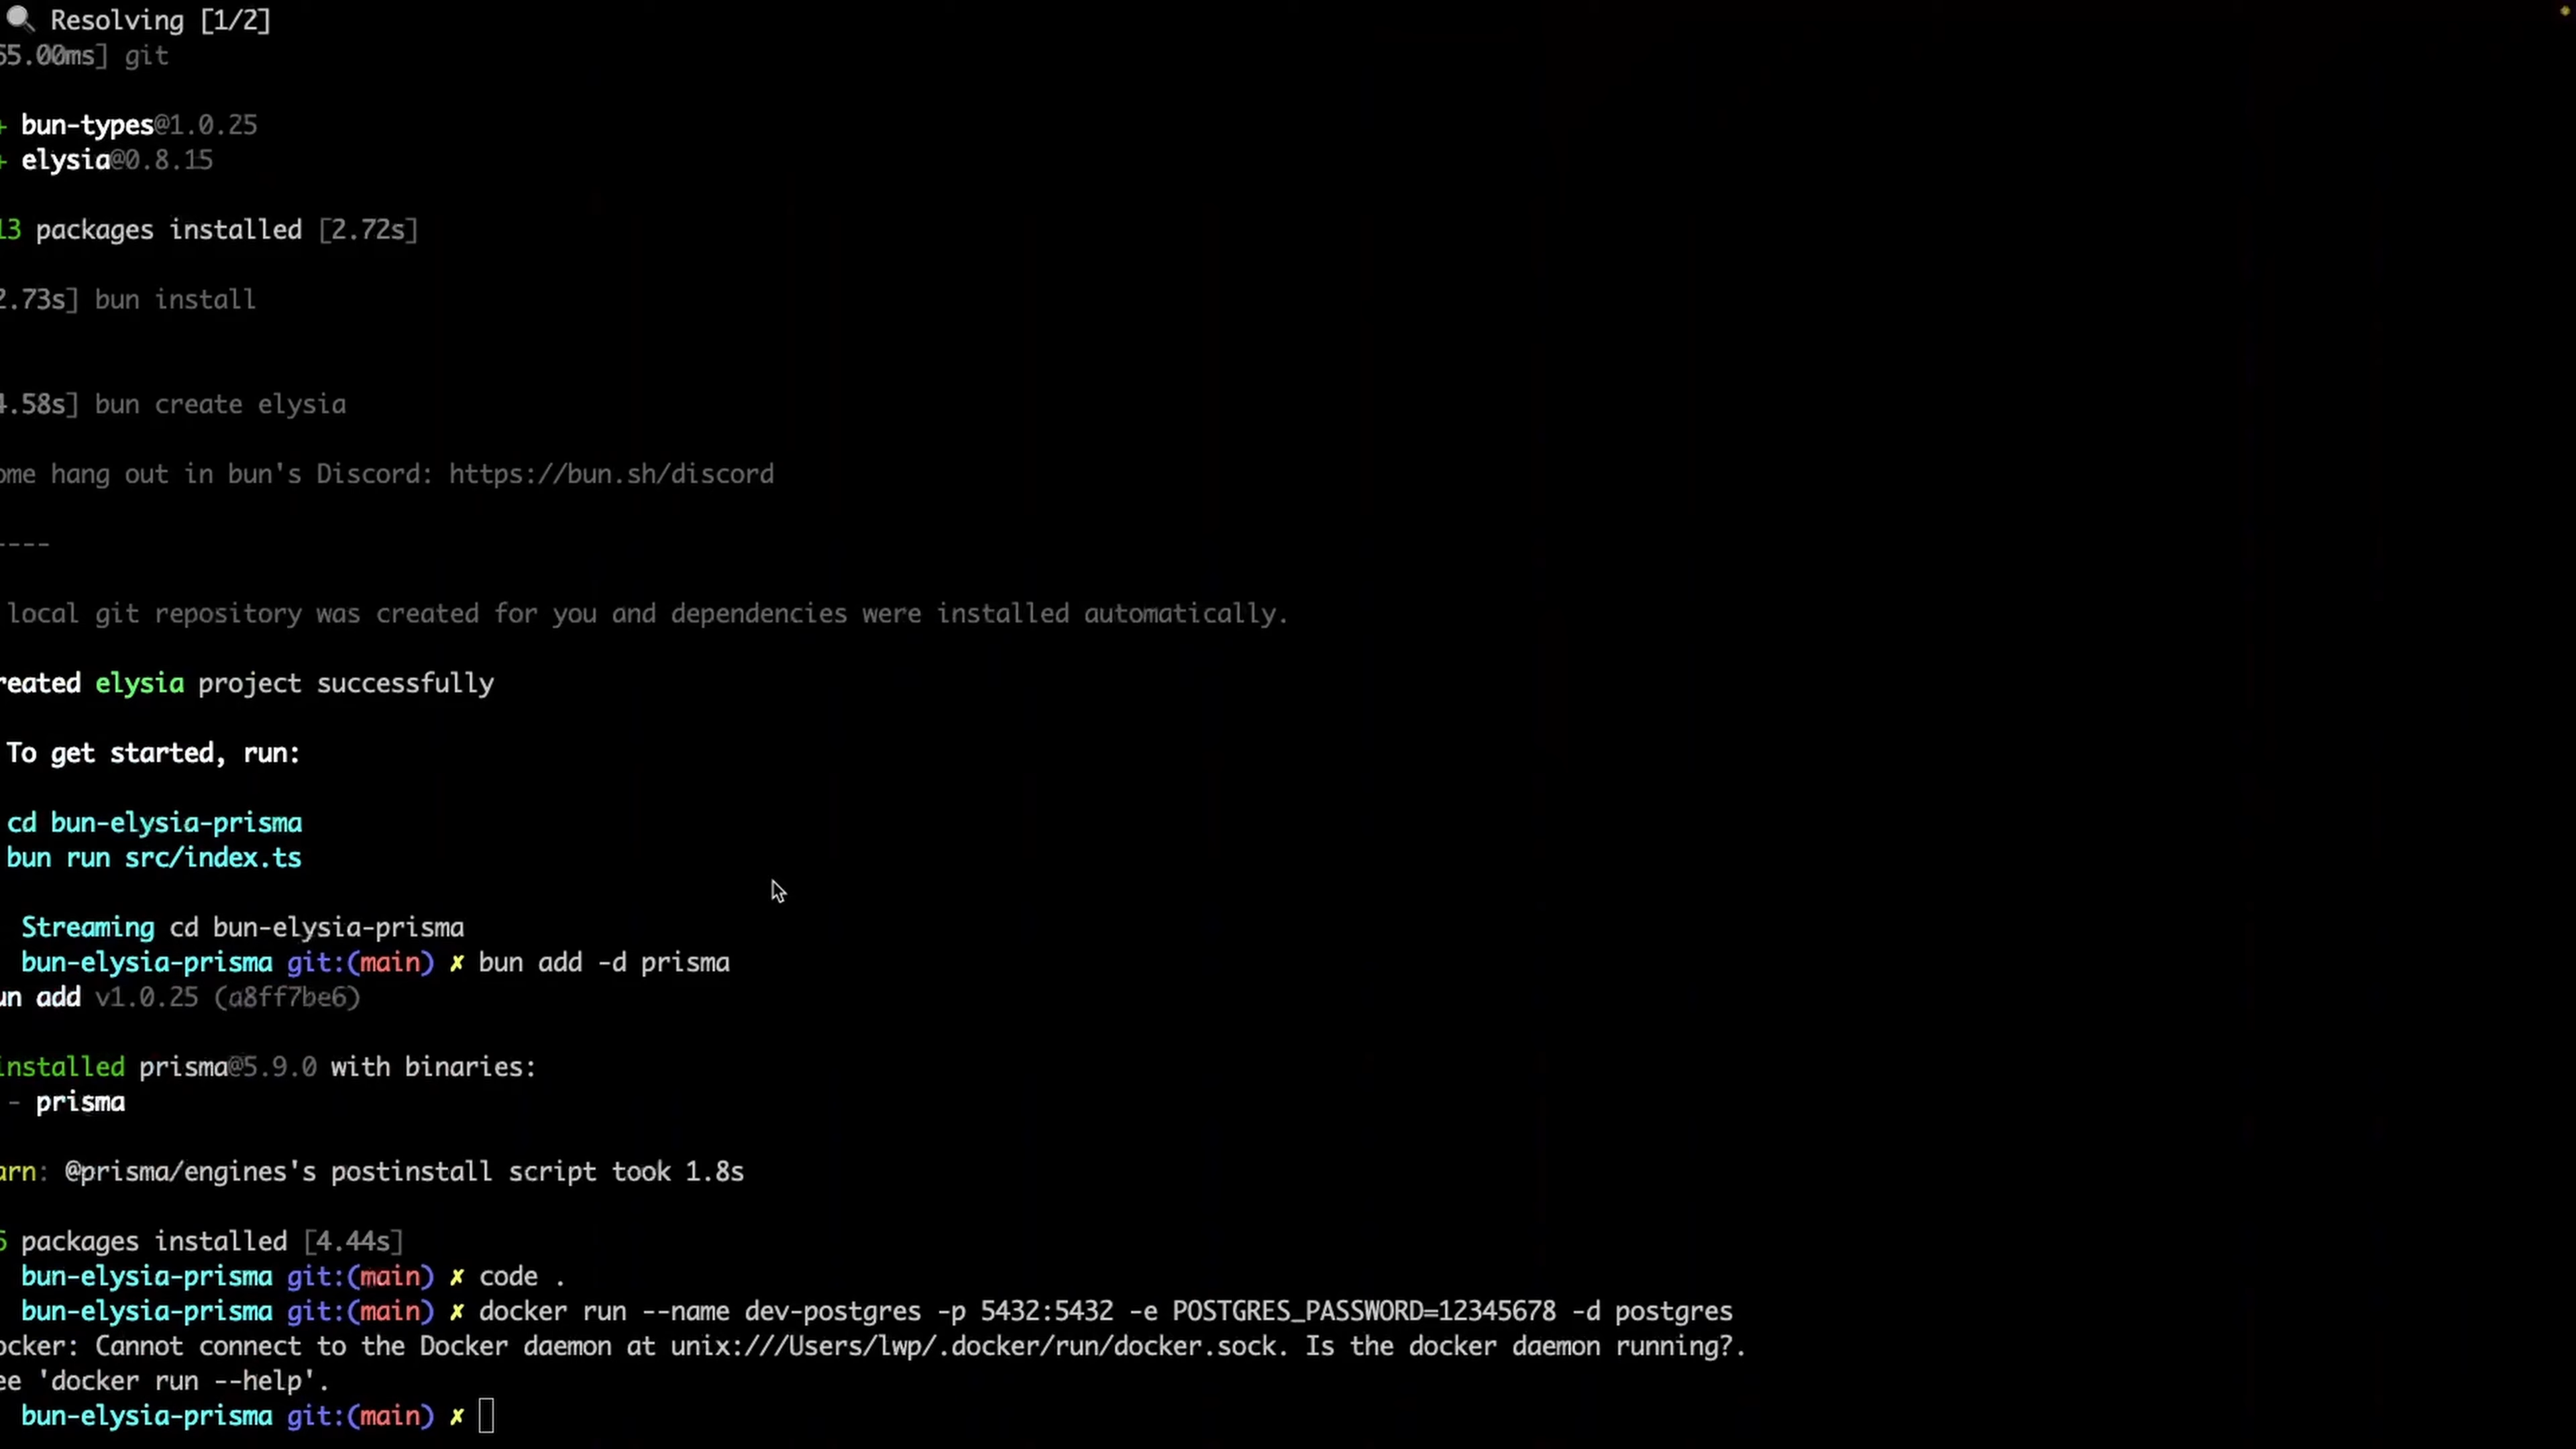 Resolving [1/2]
65.00ms] git
+ bun-types@1.0.25
+ elysia@0.8.15
13 packages installed [2.72s]
2.73s] bun install
4.58s] bun create elysia
ome hang out in bun's Discord: https://bun.sh/discord
----
local git repository was created for you and dependencies were installed automatically.
reated elysia project successfully
To get started, run:
cd bun-elysia-prisma
bun run src/index.ts
Streaming cd bun-elysia-prisma
bun-elysia-prisma git:(main) ✗ bun add -d prisma
un add v1.0.25 (a8ff7be6)
installed prisma@5.9.0 with binaries:
- prisma
arn: @prisma/engines's postinstall script took 1.8s
6 packages installed [4.44s]
bun-elysia-prisma git:(main) ✗ code .
bun-elysia-prisma git:(main) ✗ docker run --name dev-postgres -p 5432:5432 -e POSTGRES_PASSWORD=12345678 -d postgres
ocker: Cannot connect to the Docker daemon at unix:///Users/lwp/.docker/run/docker.sock. Is the docker daemon running?.
ee 'docker run --help'.
bun-elysia-prisma git:(main) ✗